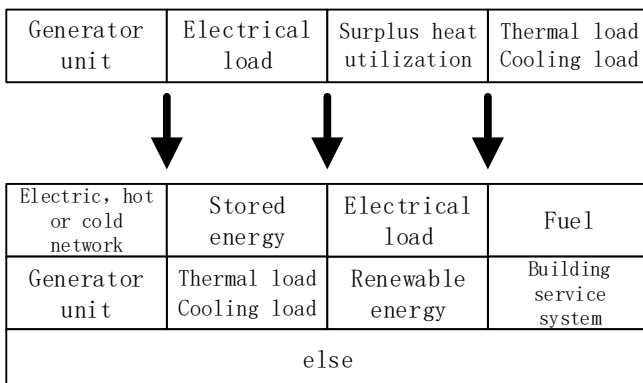 Generator
unit
Electrical
load
Surplus heat
utilization
Thermal load
Cooling load
Electric, hot
or cold
network
Stored
energy
Electrical
load
Fuel
Generator
unit
Thermal load
Cooling load
Renewable
energy
Building
service
system
else